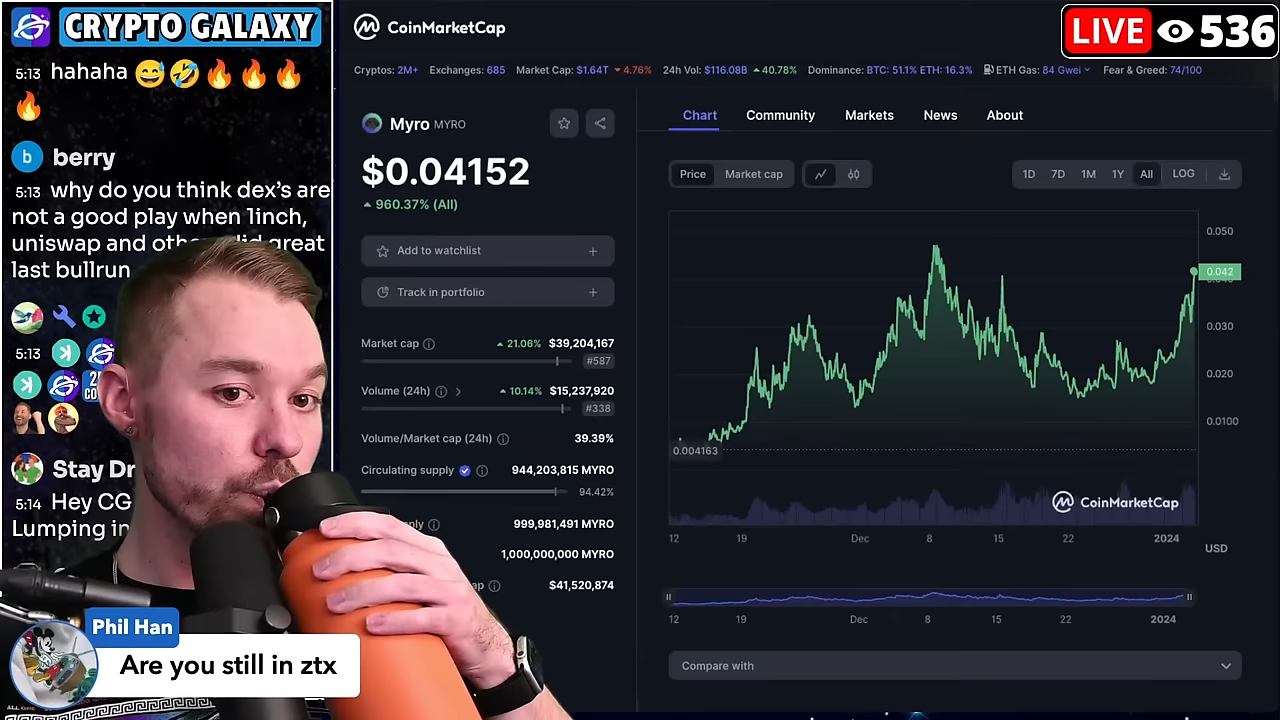 CRYPTO GALAXY
5:13 hahaha 😅🤣🔥🔥🔥
🔥
b berry
5:13 why do you think dex's are
not a good play when 1inch,
uniswap and great
last bullrun
5:13
Stay Dr
5:14 Hey CG
Lumping in
Phil Han
Are you still in ztx
CoinMarketCap
LIVE 536
Cryptos: 2M+ Exchanges: 685 Market Cap: $1.64T 4.76% 24h Vol: $116.08B 40.78% Dominance: BTC: 51.1% ETH: 16.3% ETH Gas: 84 Gwei Fear & Greed: 74/100
Myro MYRO
$0.04152
960.37% (All)
Add to watchlist +
Track in portfolio +
Market cap 21.06% $39,204,167
#587
Volume (24h) 10.14% $15,237,920
#338
Volume/Market cap (24h) 39.39%
Circulating supply 944,203,815 MYRO
94.42%
999,981,491 MYRO
1,000,000,000 MYRO
$41,520,874
Chart Community Markets News About
Price Market cap
1D 7D 1M 1Y All LOG
0.050
0.042
0.030
0.020
0.0100
0.004163
CoinMarketCap
12 19 Dec 8 15 22 2024
USD
12 19 Dec 8 15 22 2024
Compare with